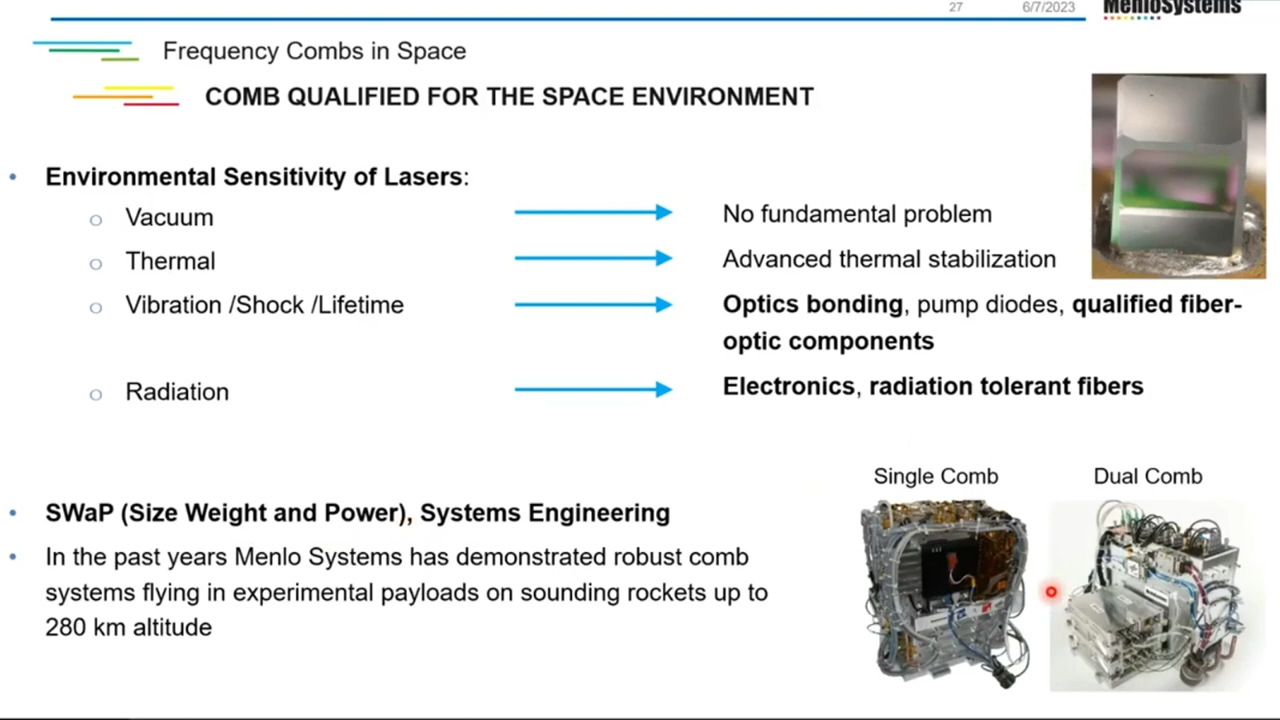 27 6/7/2023 MenloSystems
Frequency Combs in Space
COMB QUALIFIED FOR THE SPACE ENVIRONMENT
• Environmental Sensitivity of Lasers:
o Vacuum
No fundamental problem
o Thermal
Advanced thermal stabilization
o Vibration /Shock /Lifetime
Optics bonding, pump diodes, qualified fiber-
optic components
o Radiation
Electronics, radiation tolerant fibers
Single Comb
Dual Comb
• SWaP (Size Weight and Power), Systems Engineering
• In the past years Menlo Systems has demonstrated robust comb
systems flying in experimental payloads on sounding rockets up to
280 km altitude